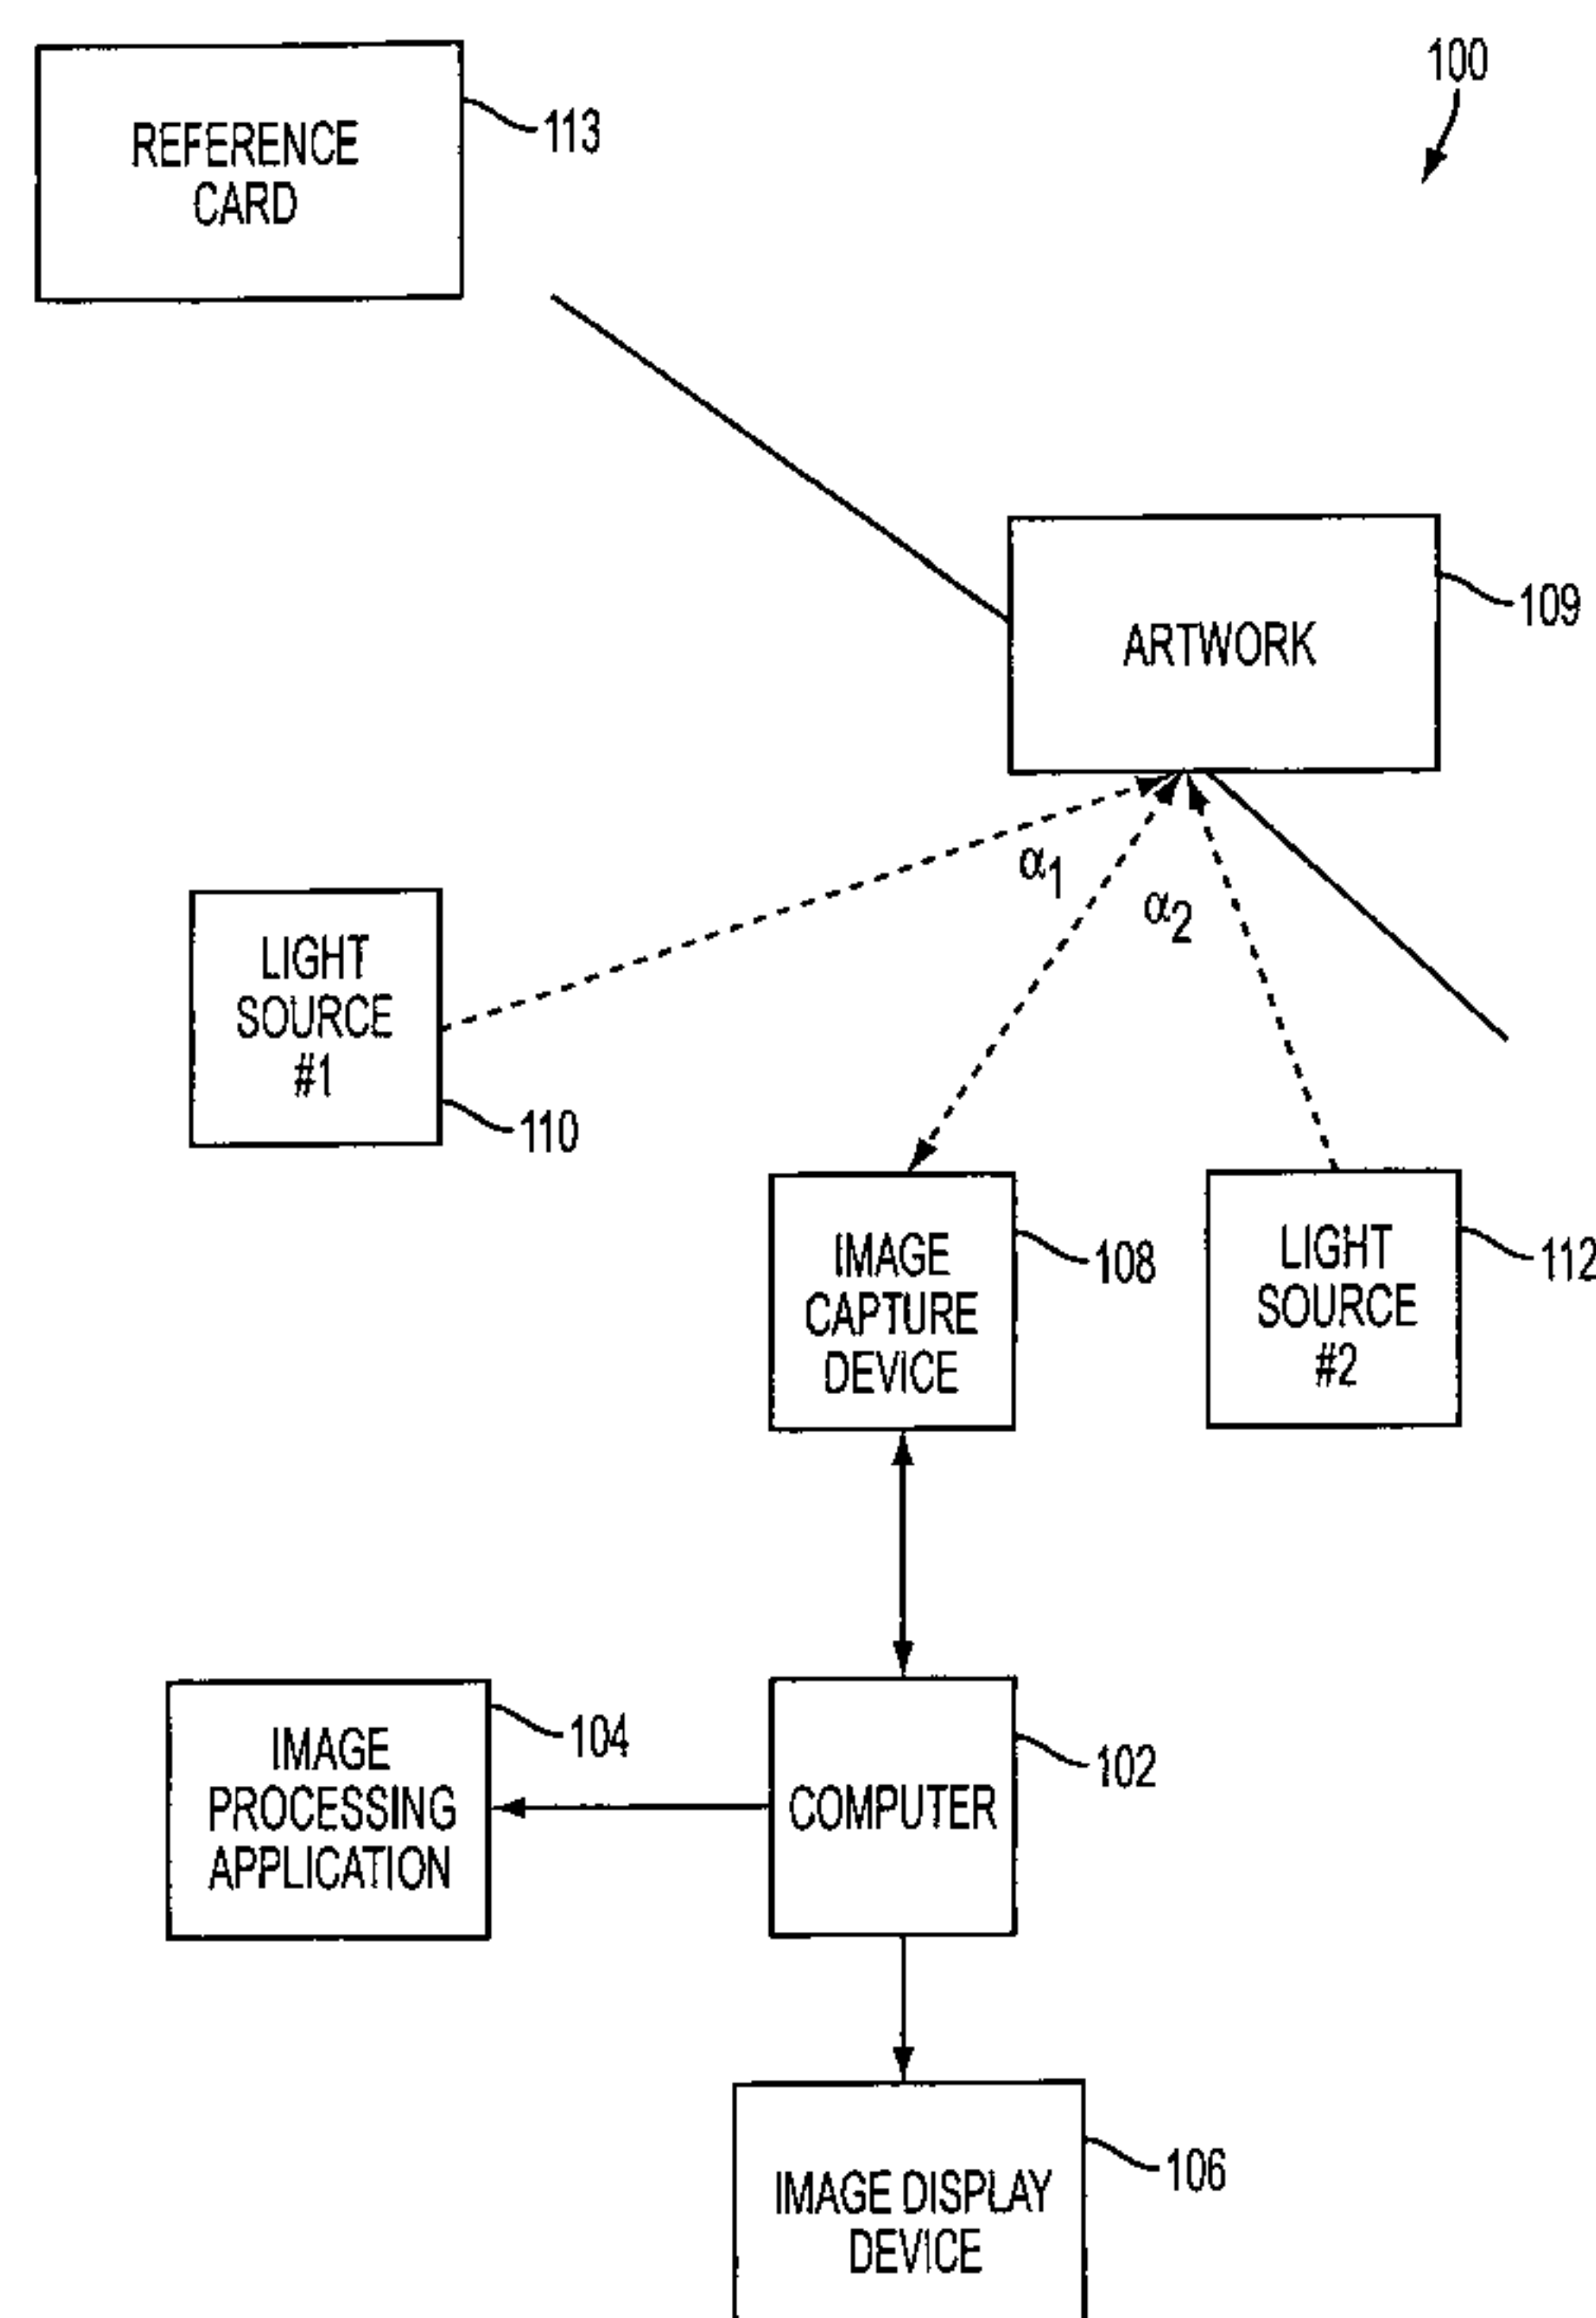 100
REFERENCE
CARD
113
ARTWORK
109
α1
α2
LIGHT
SOURCE
#1
110
IMAGE
CAPTURE
DEVICE
108
LIGHT
SOURCE
#2
112
IMAGE
PROCESSING
APPLICATION
104
COMPUTER
102
IMAGE DISPLAY
DEVICE
106